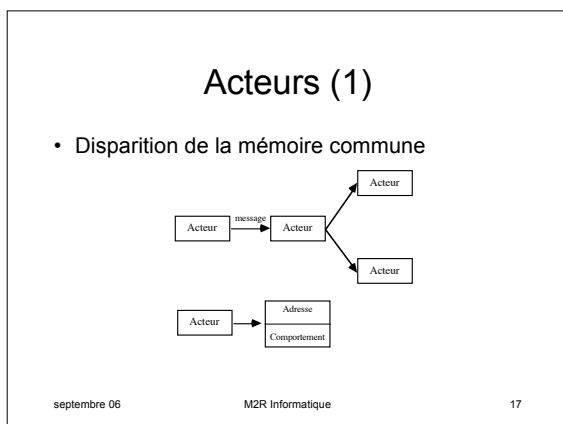 Acteurs (1)
• Disparition de la mémoire commune
Acteur
message
Acteur
Acteur
Acteur
Acteur
Adresse
Comportement
septembre 06
M2R Informatique
17